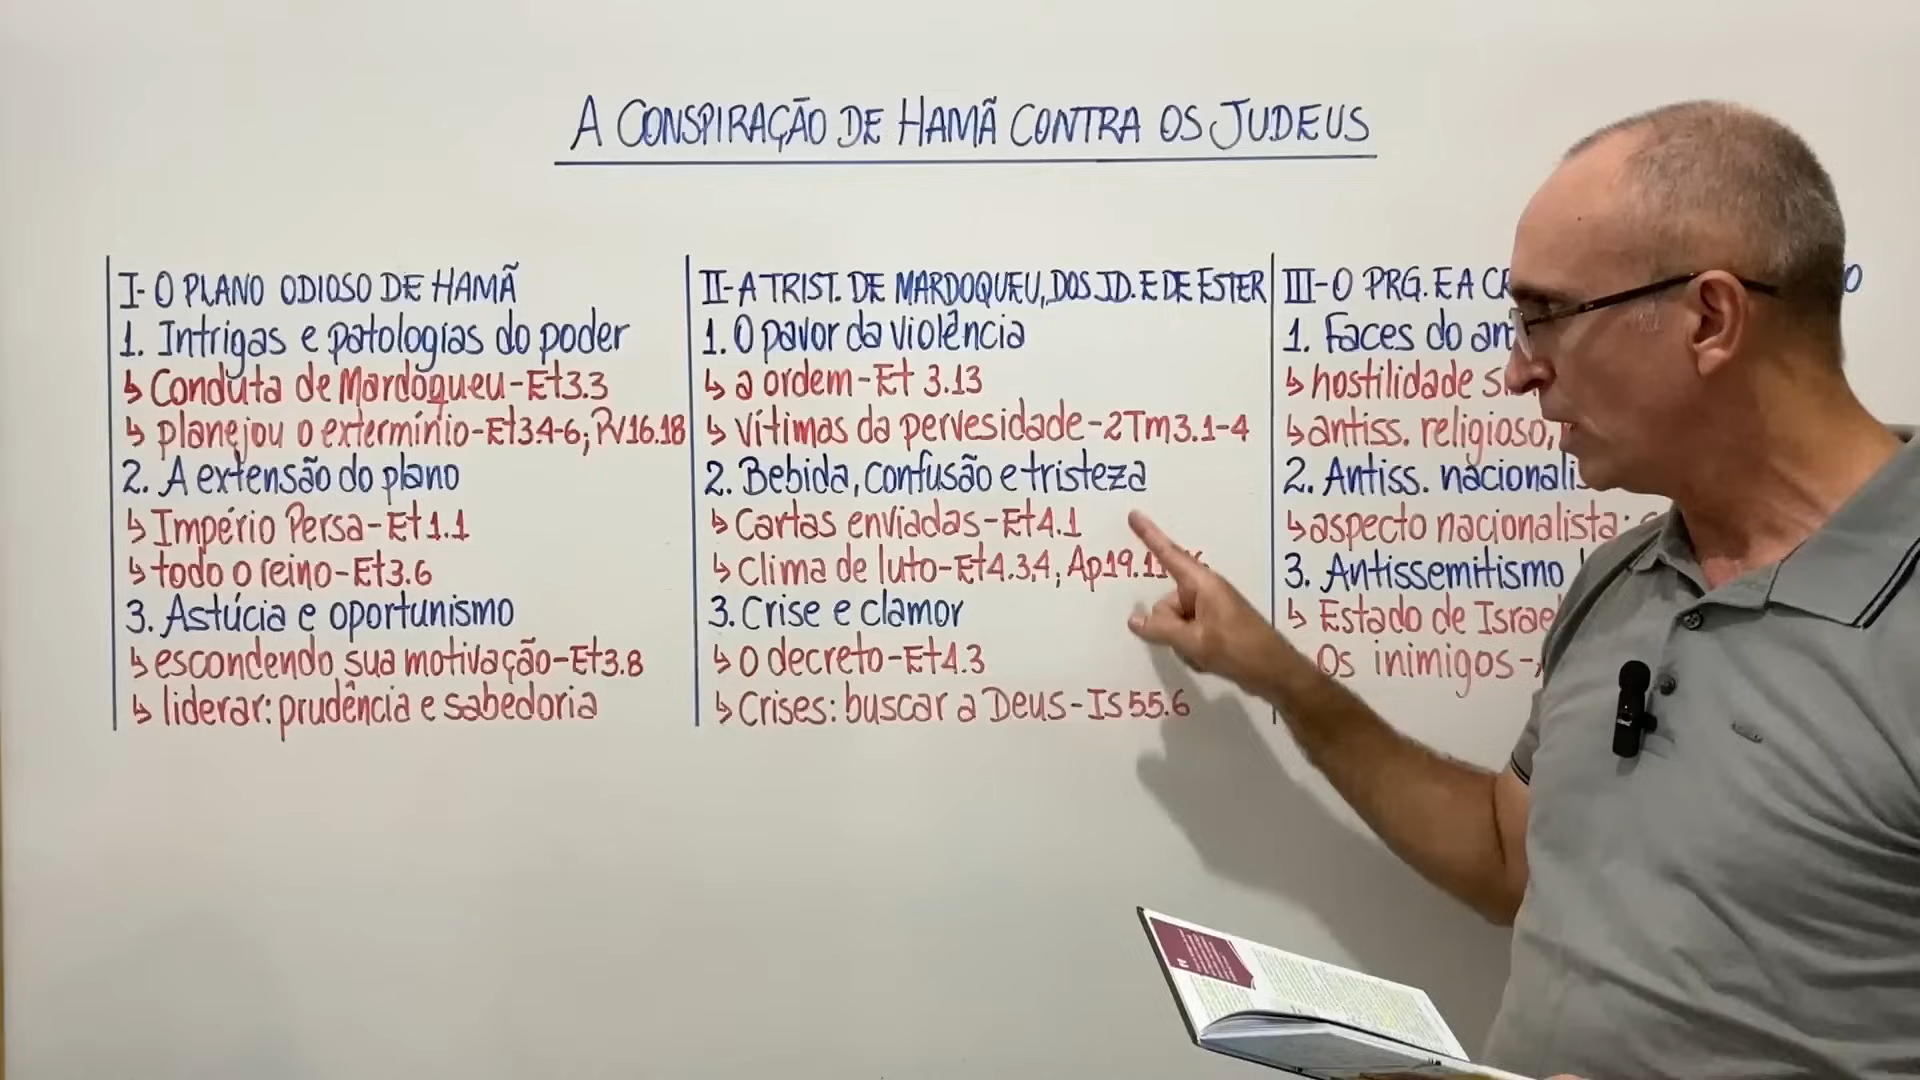 A CONSPIRAÇÃO DE HAMÃ CONTRA OS JUDEUS
I- O PLANO ODIOSO DE HAMÃ
1. Intrigas e patologias do poder
↳ Conduta de Mardoqueu-Et3.3
↳ planejou o extermínio-Et3.4-6; Pv16.18
2. A extensão do plano
↳ Império Persa-Et1.1
↳ todo o reino-Et3.6
3. Astúcia e oportunismo
↳ escondendo sua motivação-Et3.8
↳ liderar: prudência e sabedoria
II- A TRIST. DE MARDOQUEU, DOS JD. E DE ESTER
1. O pavor da violência
↳ a ordem-Et 3.13
↳ Vítimas da pervesidade-2Tm3.1-4
2. Bebida, confusão e tristeza
↳ Cartas enviadas-Et4.1
↳ Clima de luto-Et4.3,4; Ap19.
3. Crise e clamor
↳ O decreto-Et4.3
↳ Crises: buscar a Deus-Is 55.6
III-O PRG. E A
1. Faces do
↳ hostilidade
↳ antiss. religioso,
2. Antiss.
↳ aspecto nacionalista:
3. Antissemitismo
↳ Estado de
Os inimigos-